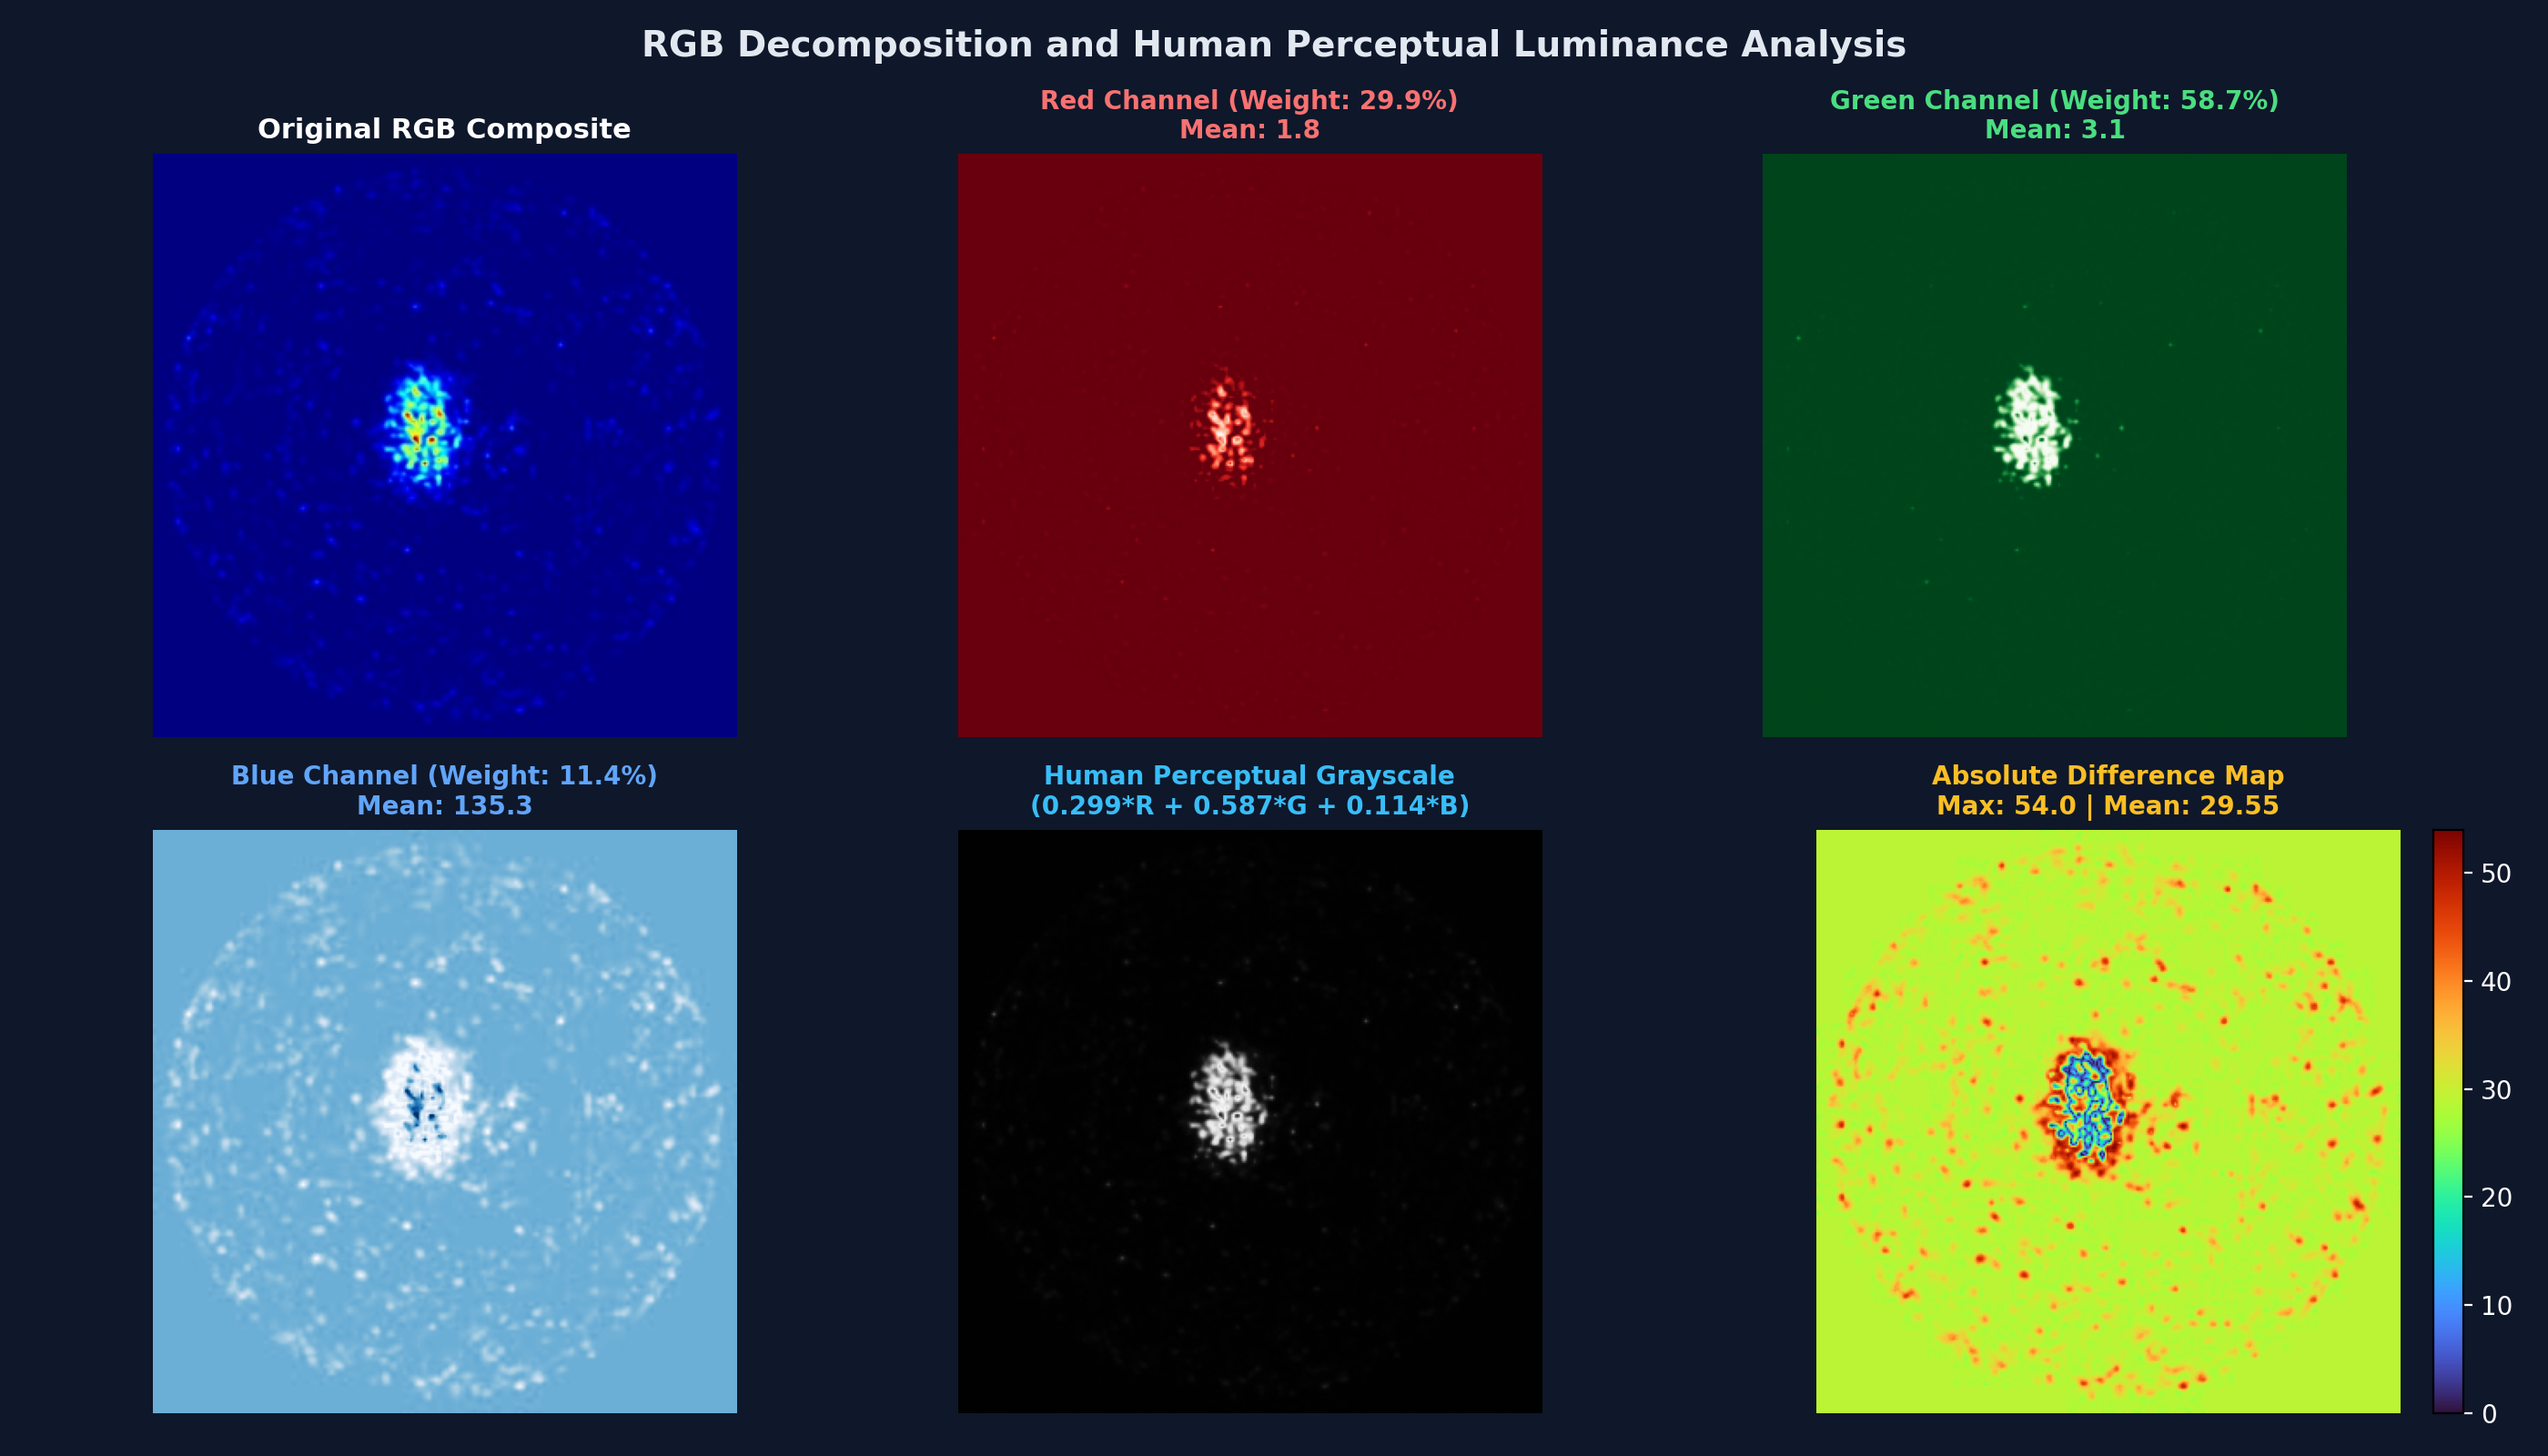 RGB Decomposition and Human Perceptual Luminance Analysis
Original RGB Composite
Red Channel (Weight: 29.9%)
Mean: 1.8
Green Channel (Weight: 58.7%)
Mean: 3.1
Blue Channel (Weight: 11.4%)
Mean: 135.3
Human Perceptual Grayscale
(0.299*R + 0.587*G + 0.114*B)
Absolute Difference Map
Max: 54.0 | Mean: 29.55
50
40
30
20
10
0